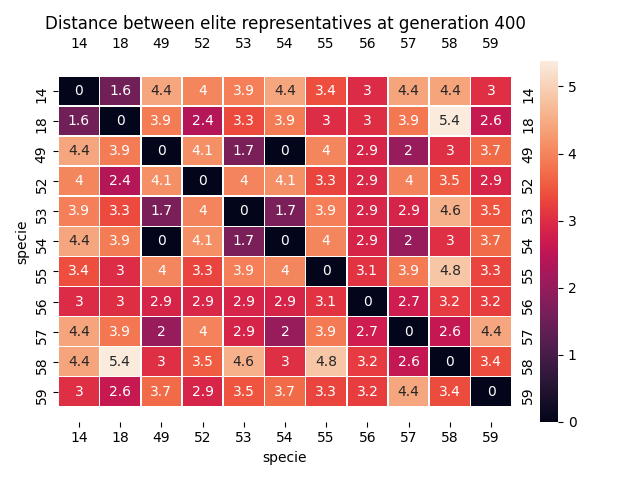 Distance between elite representatives at generation 400
14 18 49 52 53 54 55 56 57 58 59
14 0 1.6 4.4 4 3.9 4.4 3.4 3 4.4 4.4 3 14
18 1.6 0 3.9 2.4 3.3 3.9 3 3 3.9 5.4 2.6 18
49 4.4 3.9 0 4.1 1.7 0 4 2.9 2 3 3.7 49
52 4 2.4 4.1 0 4 4.1 3.3 2.9 4 3.5 2.9 52
53 3.9 3.3 1.7 4 0 1.7 3.9 2.9 2.9 4.6 3.5 53
54 4.4 3.9 0 4.1 1.7 0 4 2.9 2 3 3.7 54
55 3.4 3 4 3.3 3.9 4 0 3.1 3.9 4.8 3.3 55
56 3 3 2.9 2.9 2.9 2.9 3.1 0 2.7 3.2 3.2 56
57 4.4 3.9 2 4 2.9 2 3.9 2.7 0 2.6 4.4 57
58 4.4 5.4 3 3.5 4.6 3 4.8 3.2 2.6 0 3.4 58
59 3 2.6 3.7 2.9 3.5 3.7 3.3 3.2 4.4 3.4 0 59
14 18 49 52 53 54 55 56 57 58 59
specie
specie
5
4
3
2
1
0